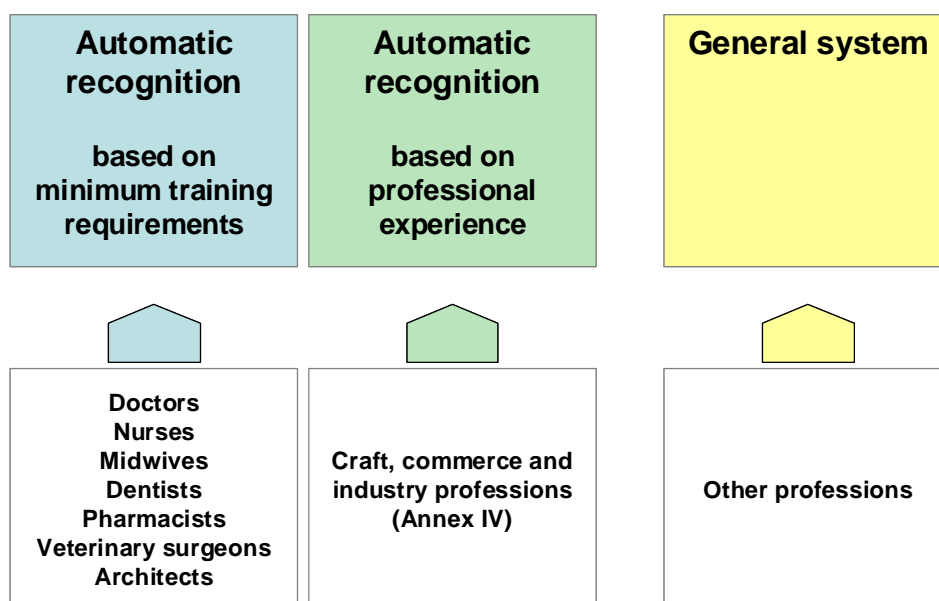 Automatic
recognition
based on
minimum training
requirements
Automatic
recognition
based on
professional
experience
General system
Doctors
Nurses
Midwives
Dentists
Pharmacists
Veterinary surgeons
Architects
Craft, commerce and
industry professions
(Annex IV)
Other professions